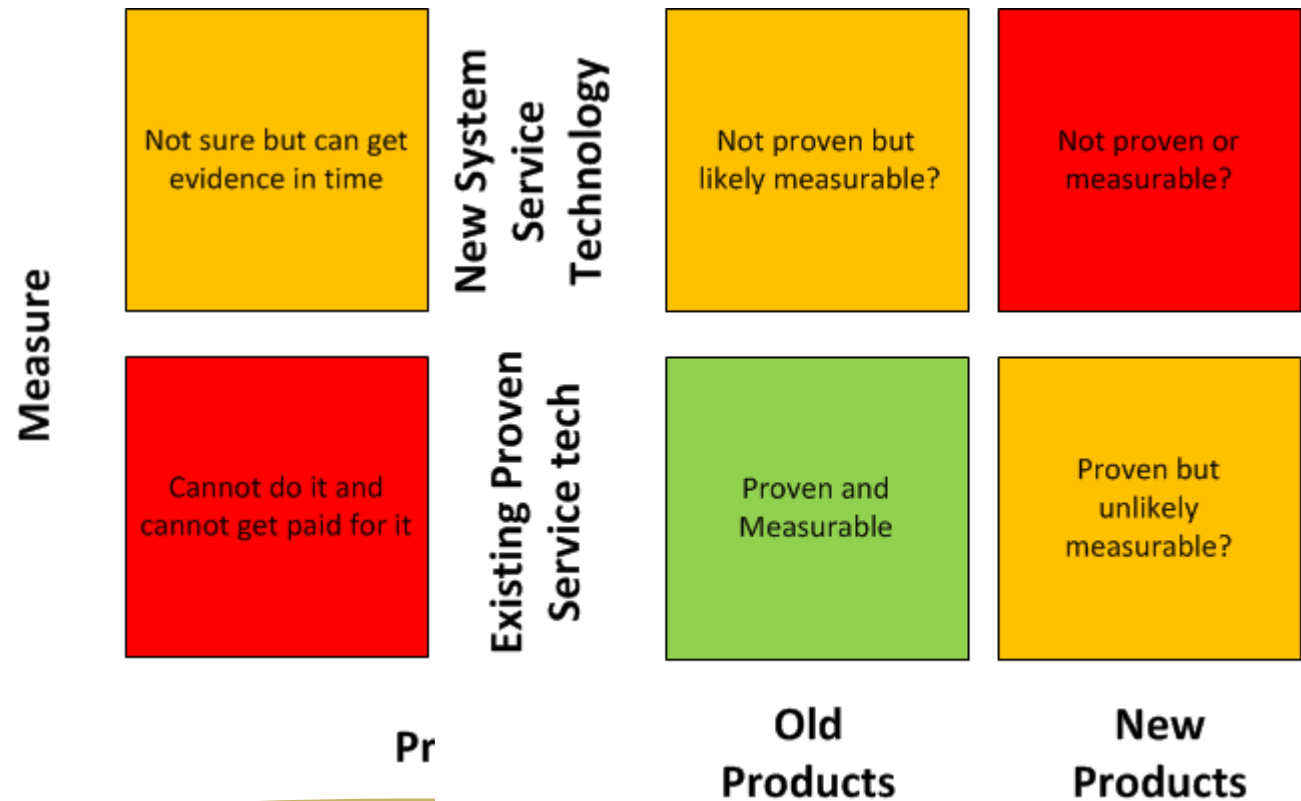 Measure
Not sure but can get
evidence in time
Cannot do it and
cannot get paid for it
Pr
New System
Service
Technology
Existing Proven
Service tech
Not proven but
likely measurable?
Not proven or
measurable?
Proven and
Measurable
Proven but
unlikely
measurable?
Old
Products
New
Products